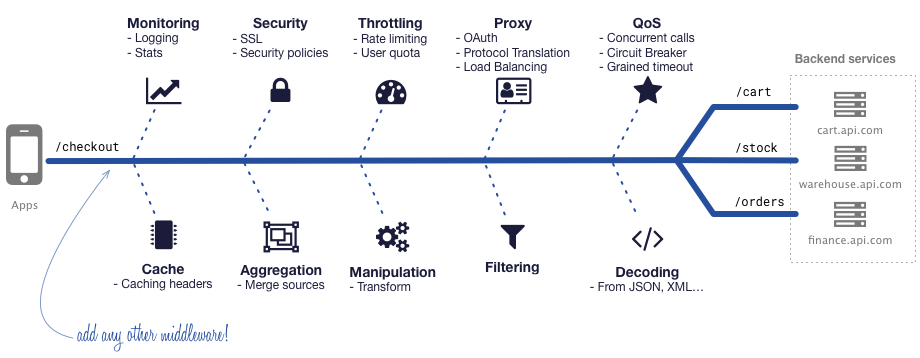 Monitoring
- Logging
- Stats
Security
- SSL
- Security policies
Throttling
- Rate limiting
- User quota
Proxy
- OAuth
- Protocol Translation
- Load Balancing
QoS
- Concurrent calls
- Circuit Breaker
- Grained timeout
Backend services
/cart
cart.api.com
/checkout
/stock
warehouse.api.com
Apps
/orders
finance.api.com
Cache
- Caching headers
Aggregation
- Merge sources
Manipulation
- Transform
Filtering
Decoding
- From JSON, XML...
add any other middleware!